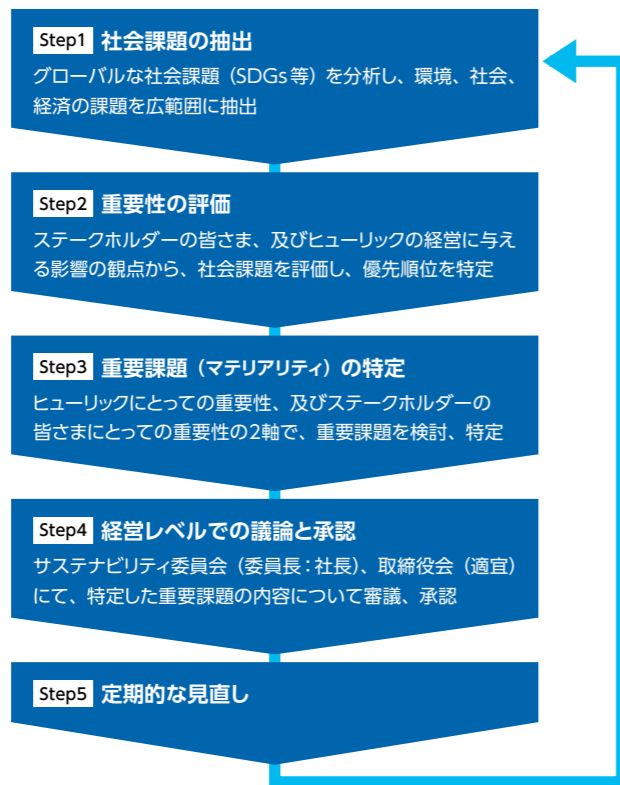 Step1 社会課題の抽出
グローバルな社会課題（SDGs等）を分析し、環境、社会、
経済の課題を広範囲に抽出
Step2 重要性の評価
ステークホルダーの皆さま、及びヒューリックの経営に与え
る影響の観点から、社会課題を評価し、優先順位を特定
Step3 重要課題（マテリアリティ）の特定
ヒューリックにとっての重要性、及びステークホルダーの
皆さまにとっての重要性の2軸で、重要課題を検討、特定
Step4 経営レベルでの議論と承認
サステナビリティ委員会（委員長：社長）、取締役会（適宜）
にて、特定した重要課題の内容について審議、承認
Step5 定期的な見直し